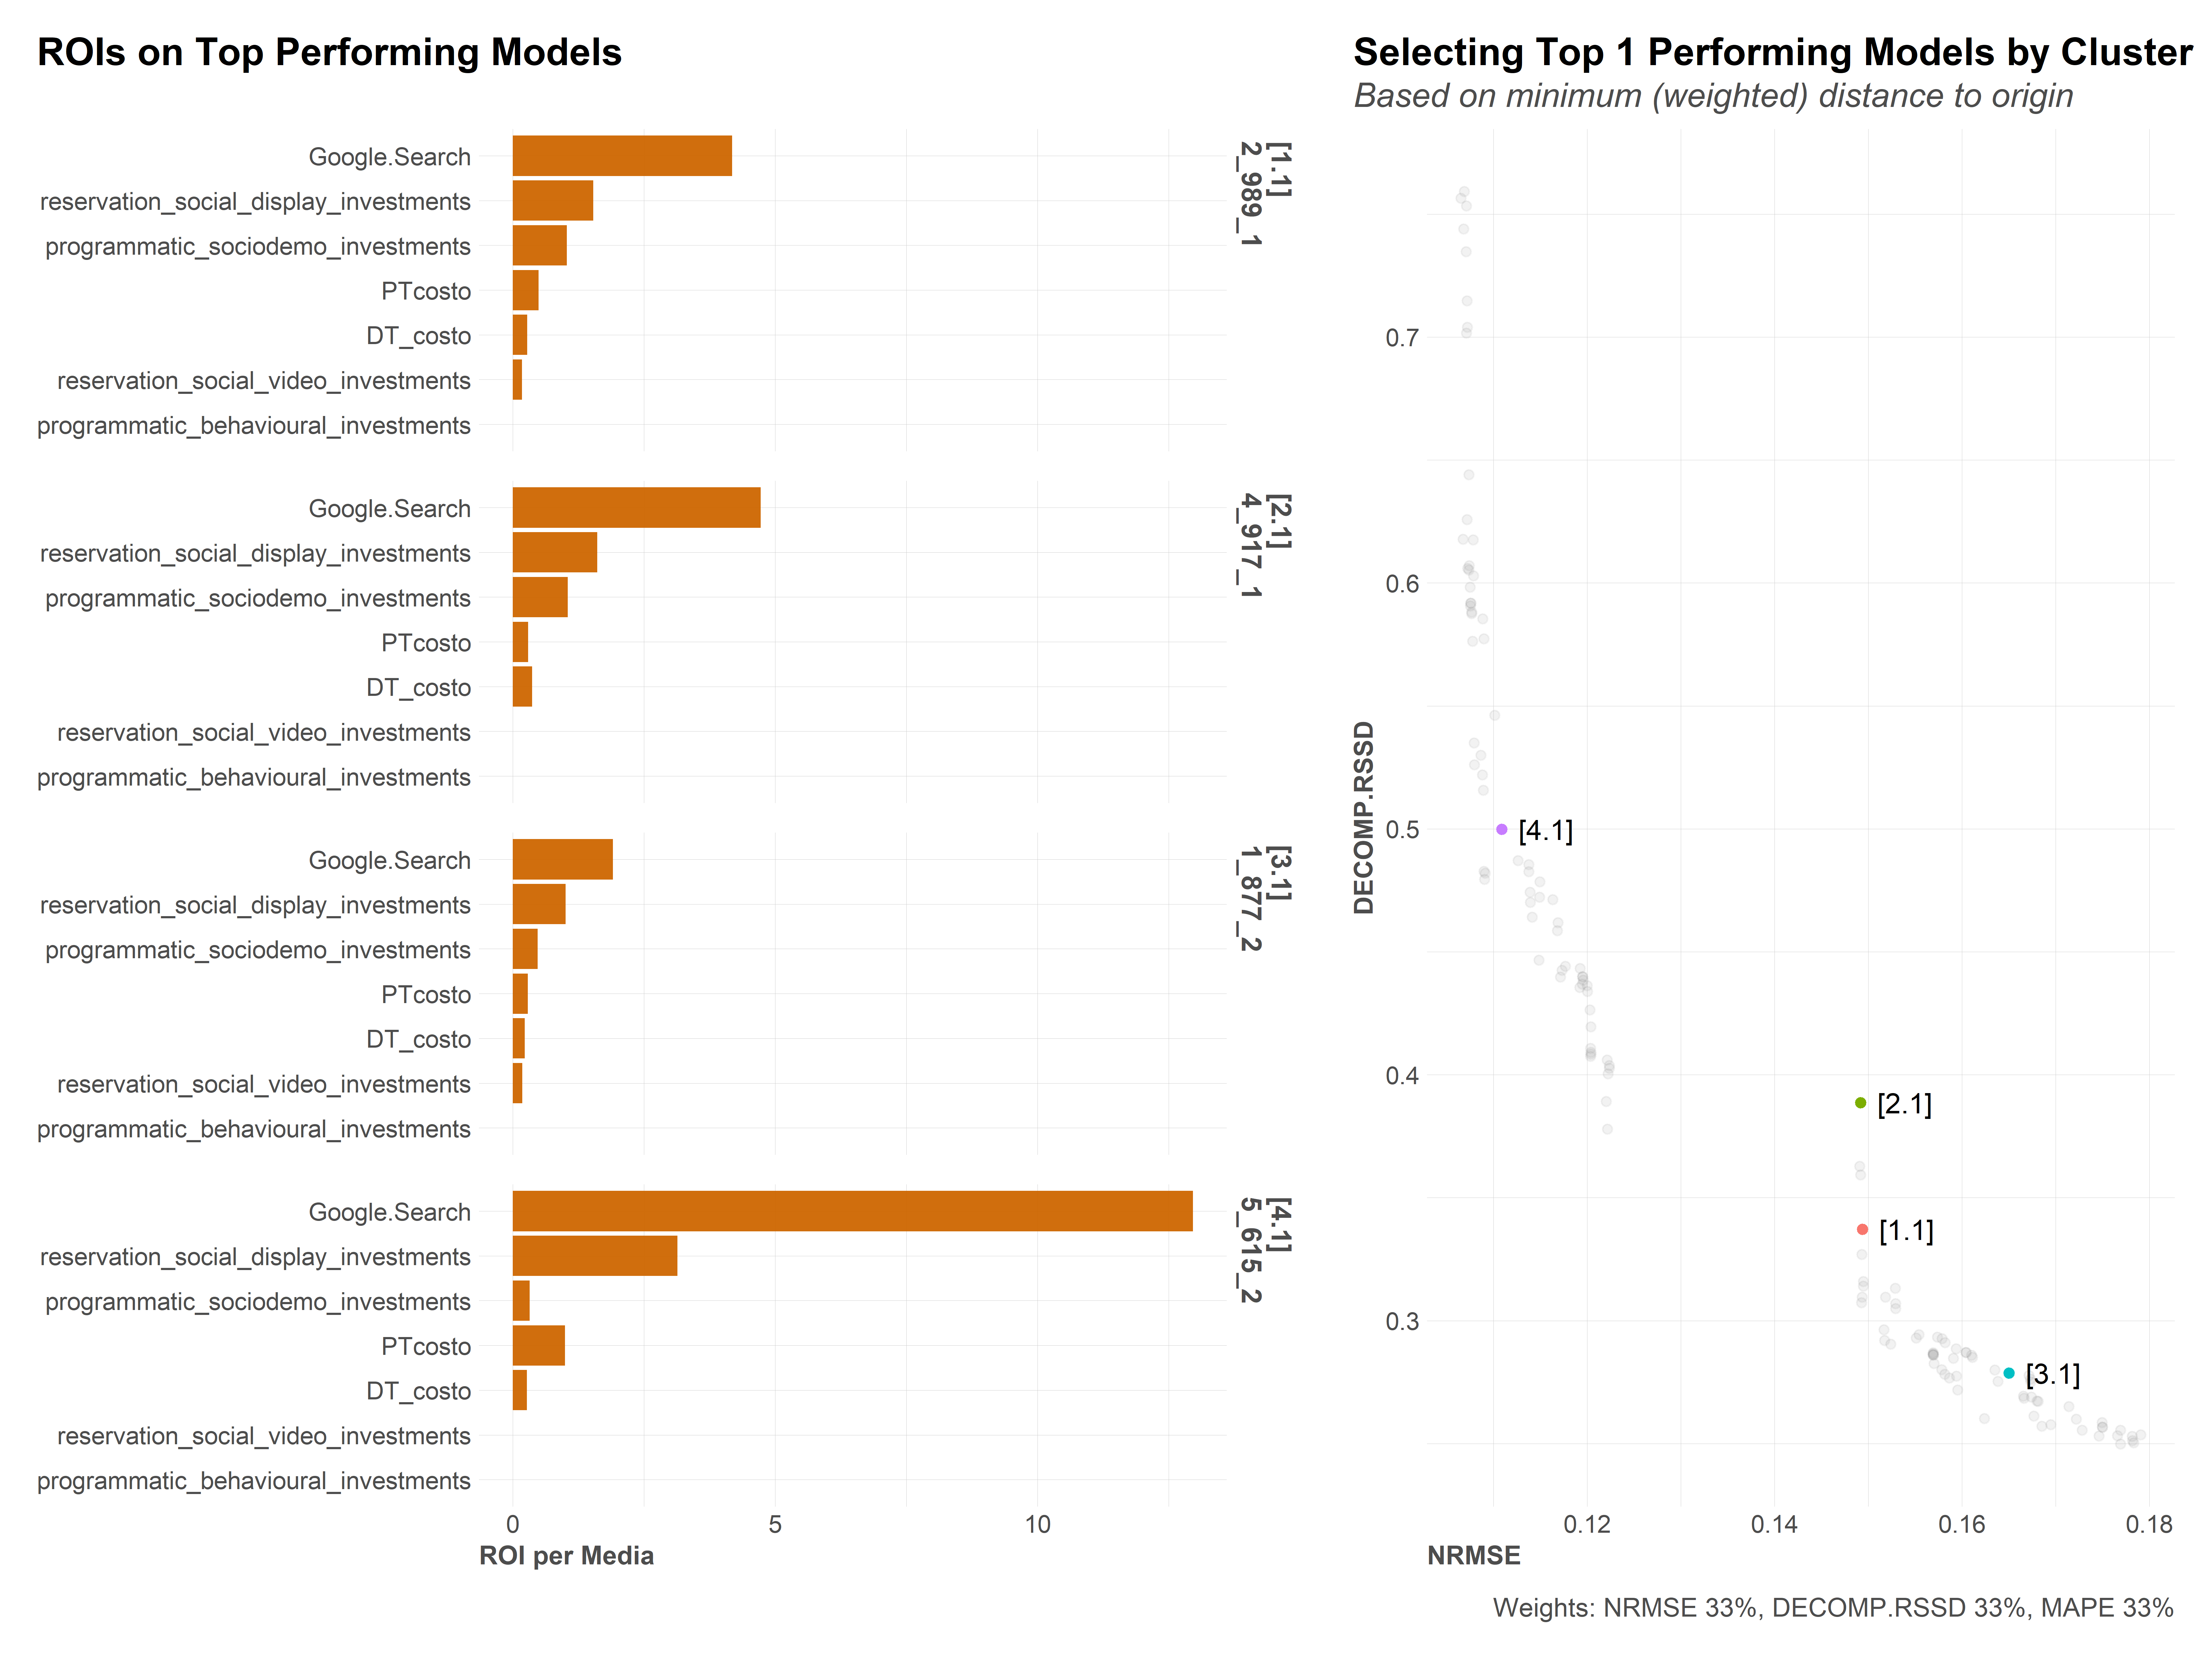 ROIs on Top Performing Models
Google.Search
reservation_social_display_investments
programmatic_sociodemo_investments
PTcosto
DT_costo
reservation_social_video_investments
programmatic_behavioural_investments
[1.1]
2_989_1
Google.Search
reservation_social_display_investments
programmatic_sociodemo_investments
PTcosto
DT_costo
reservation_social_video_investments
programmatic_behavioural_investments
[2.1]
4_917_1
Google.Search
reservation_social_display_investments
programmatic_sociodemo_investments
PTcosto
DT_costo
reservation_social_video_investments
programmatic_behavioural_investments
[3.1]
1_877_2
Google.Search
reservation_social_display_investments
programmatic_sociodemo_investments
PTcosto
DT_costo
reservation_social_video_investments
programmatic_behavioural_investments
[4.1]
5_615_2
0 5 10
ROI per Media
Selecting Top 1 Performing Models by Cluster
Based on minimum (weighted) distance to origin
DECOMP.RSSD
0.7
0.6
0.5
0.4
0.3
[4.1]
[2.1]
[1.1]
[3.1]
0.12 0.14 0.16 0.18
NRMSE
Weights: NRMSE 33%, DECOMP.RSSD 33%, MAPE 33%